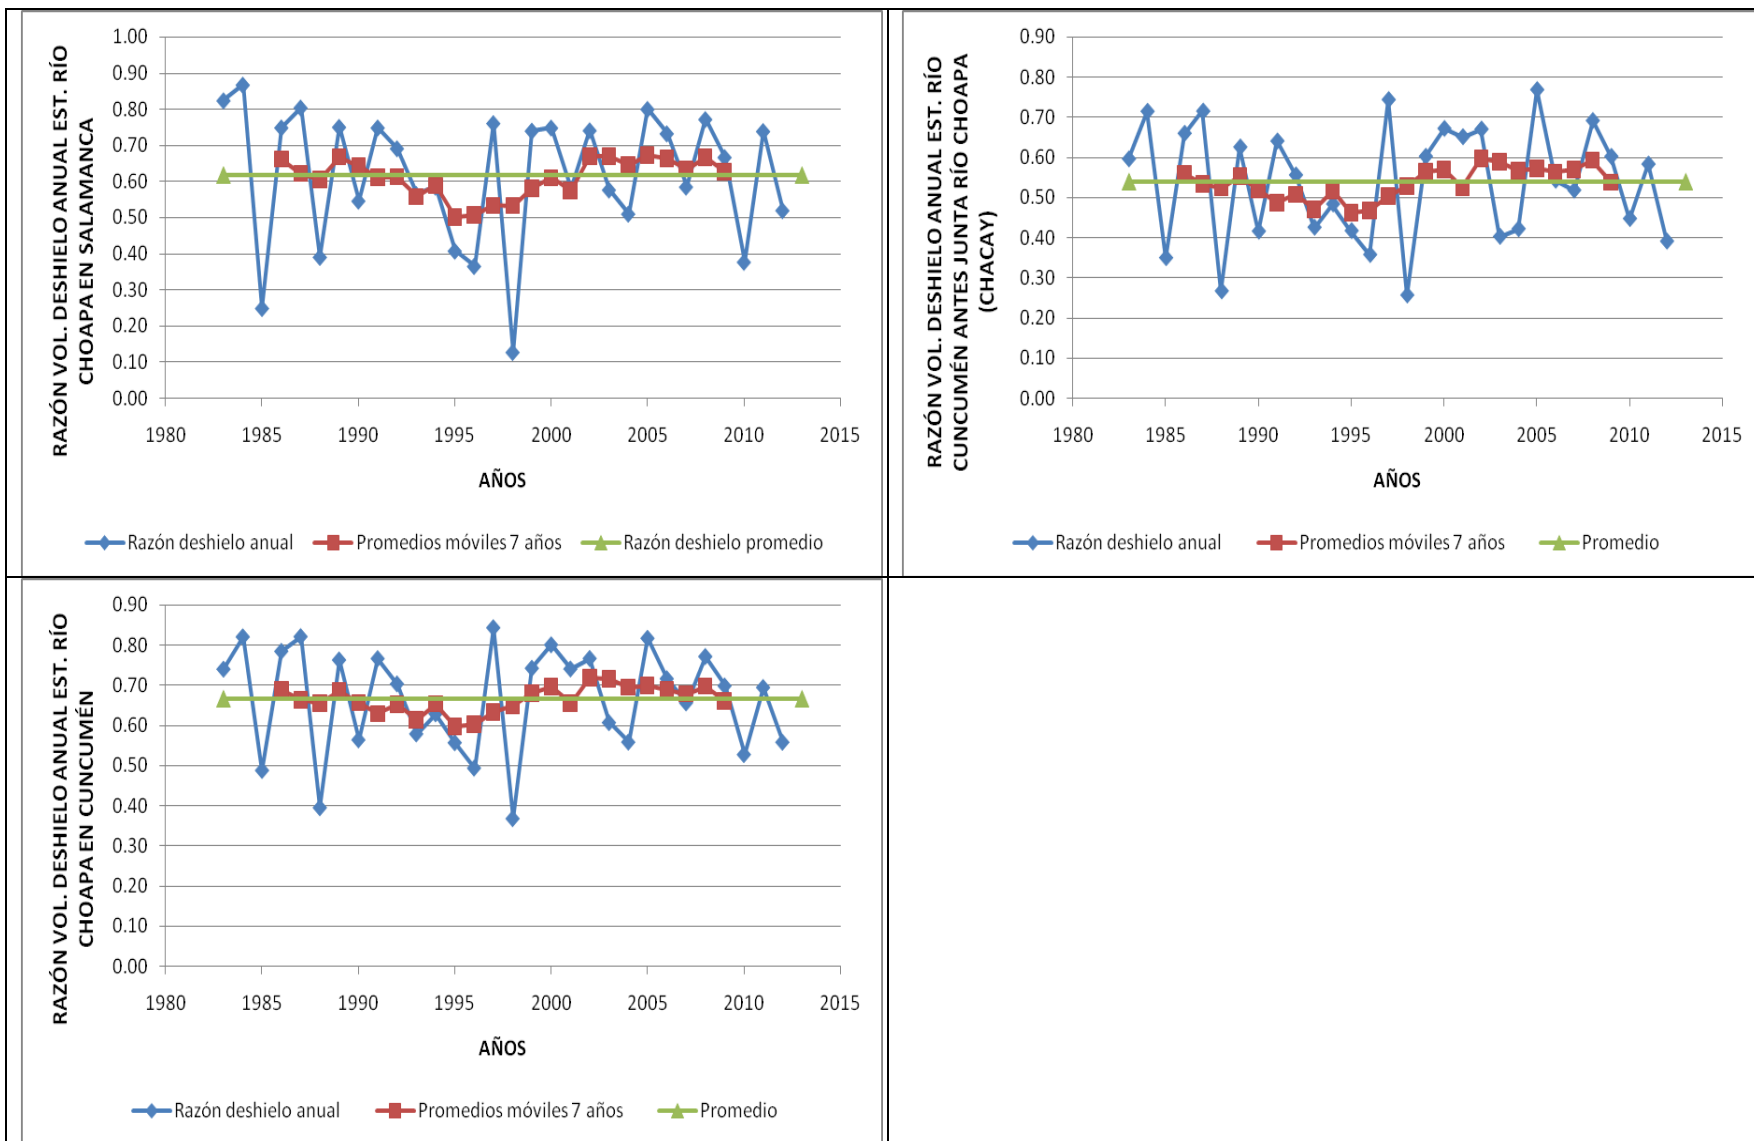 RAZÓN VOL. DESHIELO ANUAL EST. RÍO
CHOAPA EN SALAMANCA
1.00
0.90
0.80
0.70
0.60
0.50
0.40
0.30
0.20
0.10
0.00
1980 1985 1990 1995 2000 2005 2010 2015
AÑOS
Razón deshielo anual Promedios móviles 7 años Razón deshielo promedio
RAZÓN VOL. DESHIELO ANUAL EST. RÍO
CUNCUMÉN ANTES JUNTA RÍO CHOAPA
(CHACAY)
0.90
0.80
0.70
0.60
0.50
0.40
0.30
0.20
0.10
0.00
1980 1985 1990 1995 2000 2005 2010 2015
AÑOS
Razón deshielo anual Promedios móviles 7 años Promedio
RAZÓN VOL. DESHIELO ANUAL EST. RÍO
CHOAPA EN CUNCUMÉN
0.90
0.80
0.70
0.60
0.50
0.40
0.30
0.20
0.10
0.00
1980 1985 1990 1995 2000 2005 2010 2015
AÑOS
Razón deshielo anual Promedios móviles 7 años Promedio